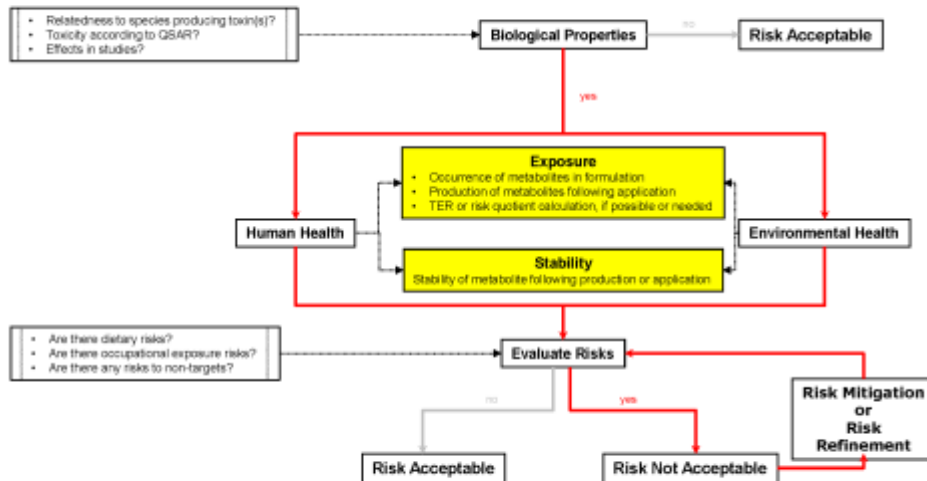 • Relatedness to species producing toxin(s)?
• Toxicity according to QSAR?
• Effects in studies?
Biological Properties
no
Risk Acceptable
yes
Exposure
• Occurrence of metabolites in formulation
• Production of metabolites following application
• TER or risk quotient calculation, if possible or needed
Human Health
Environmental Health
Stability
Stability of metabolite following production or application
• Are there dietary risks?
• Are there occupational exposure risks?
• Are there any risks to non-targets?
Evaluate Risks
Risk Mitigation
or
Risk
Refinement
no
yes
Risk Acceptable
Risk Not Acceptable